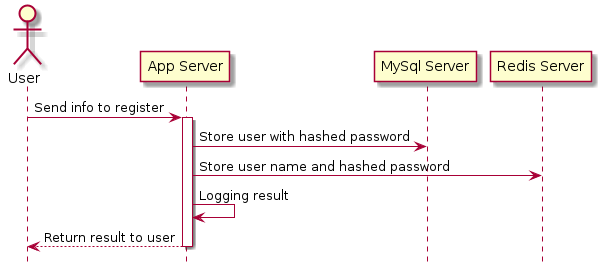 User
App Server
MySql Server
Redis Server
Send info to register
Store user with hashed password
Store user name and hashed password
Logging result
Return result to user